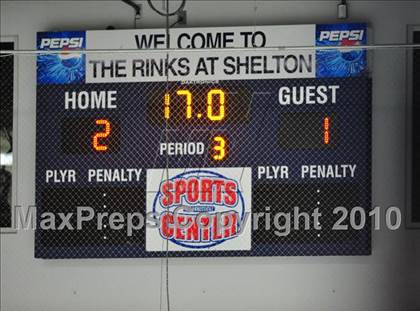 PEPSI WELCOME TO PEPSI
THE RINKS AT SHELTON
HOME 17.0 GUEST
2 PERIOD 3 1
PLYR PENALTY PLYR PENALTY
SPORTS
CENTER
MaxPreps Copyright 2010